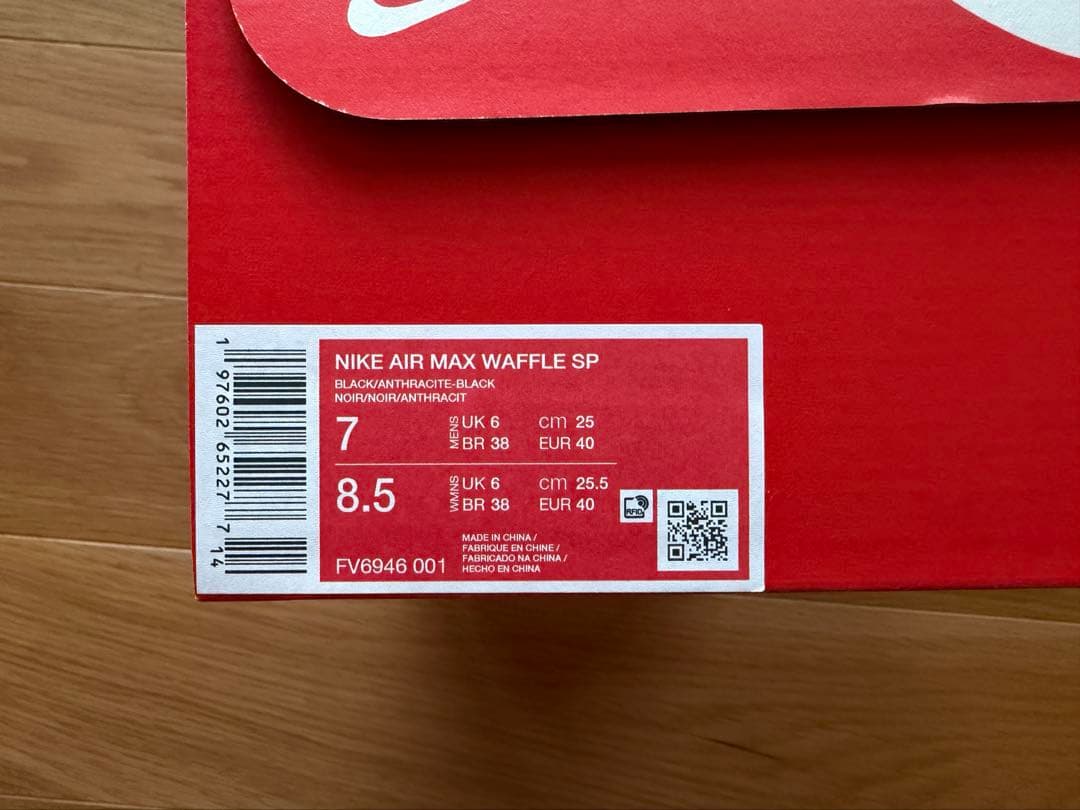 1 97602 65227 7 14
NIKE AIR MAX WAFFLE SP
BLACK/ANTHRACITE-BLACK
NOIR/NOIR/ANTHRACIT
7 MENS UK 6 cm 25
BR 38 EUR 40
8.5 WMNS UK 6 cm 25.5
BR 38 EUR 40
RFID
FV6946 001
MADE IN CHINA /
FABRIQUE EN CHINE /
FABRICADO NA CHINA /
HECHO EN CHINA